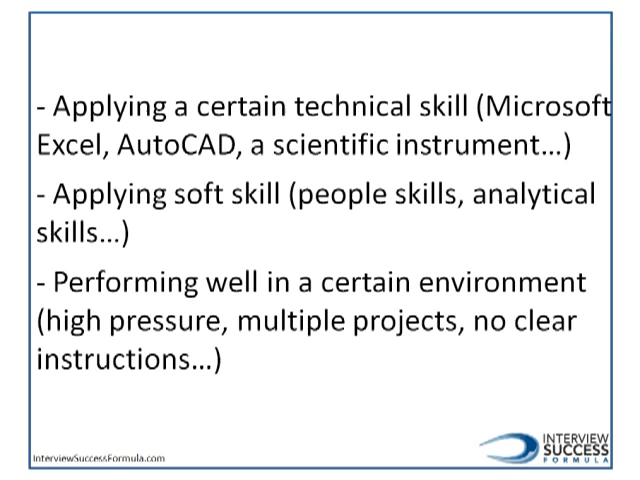 - Applying a certain technical skill (Microsoft
Excel, AutoCAD, a scientific instrument...)
- Applying soft skill (people skills, analytical
skills...)
- Performing well in a certain environment
(high pressure, multiple projects, no clear
instructions...)
InterviewSuccessFormula.com
INTERVIEW
SUCCESS
FORMULA